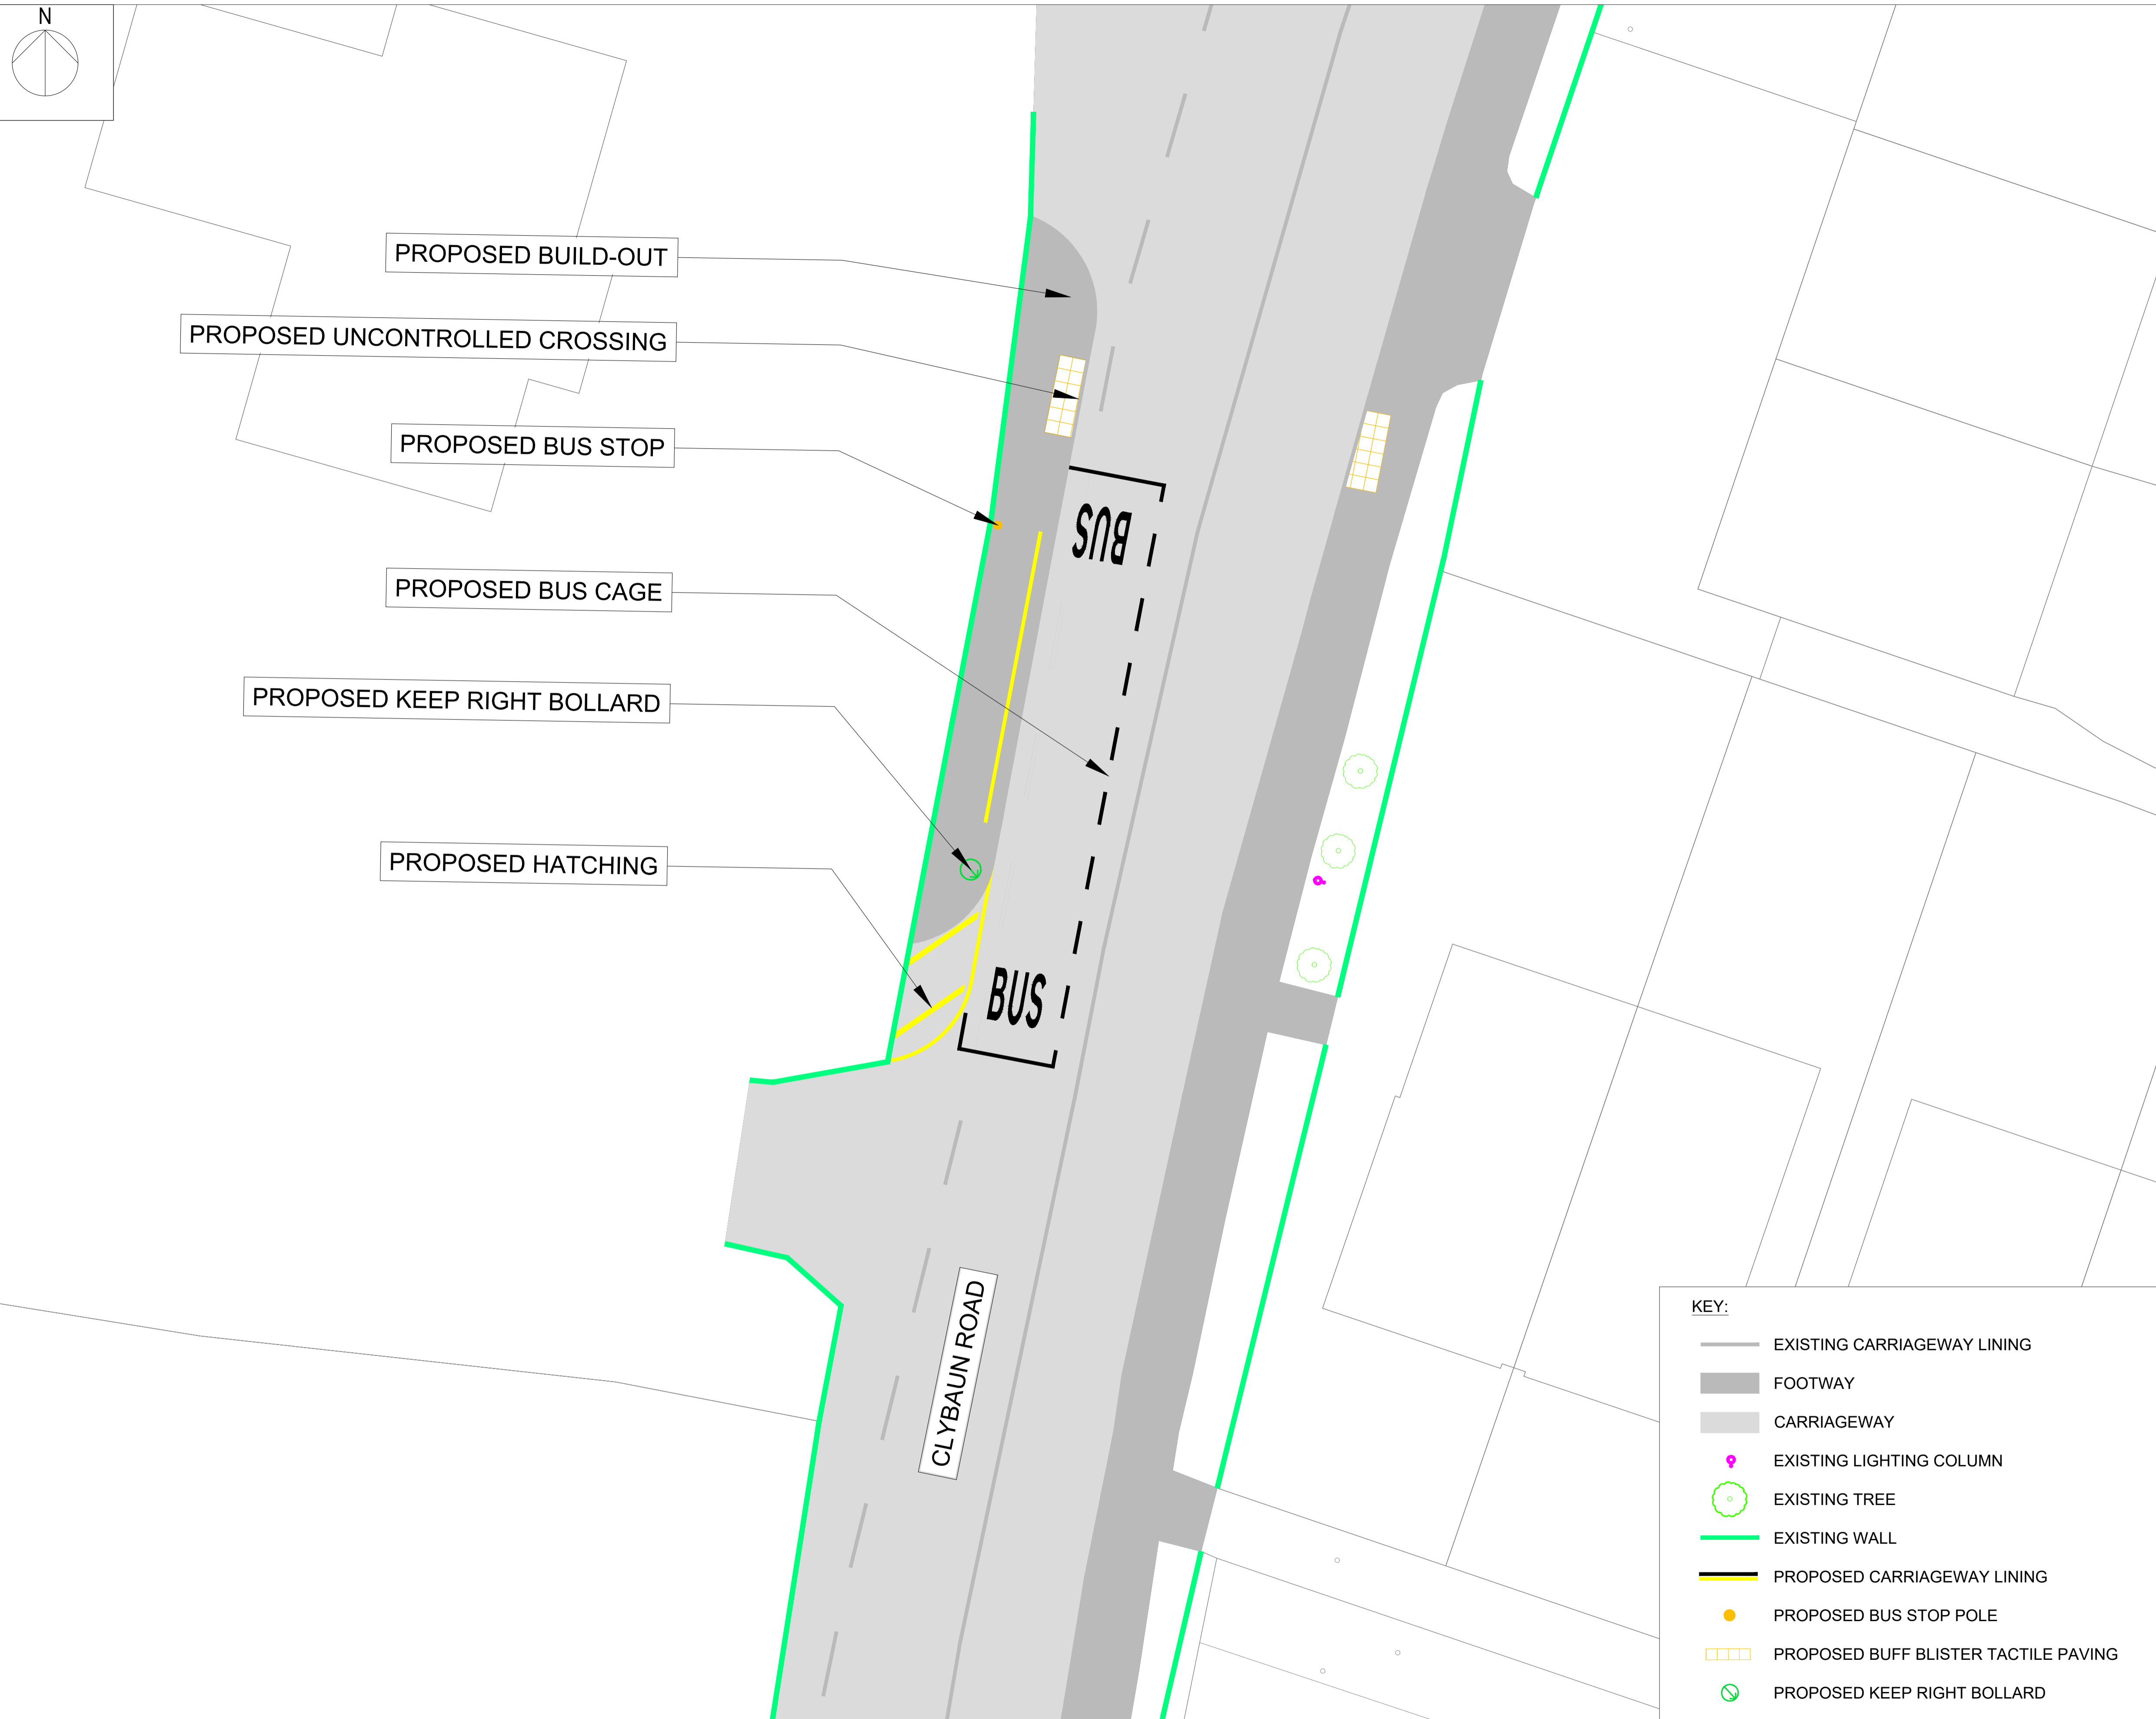 N
PROPOSED BUILD-OUT
PROPOSED UNCONTROLLED CROSSING
PROPOSED BUS STOP
BUS
PROPOSED BUS CAGE
PROPOSED KEEP RIGHT BOLLARD
PROPOSED HATCHING
BUS
CLYBAUN ROAD
KEY:
EXISTING CARRIAGEWAY LINING
FOOTWAY
CARRIAGEWAY
EXISTING LIGHTING COLUMN
EXISTING TREE
EXISTING WALL
PROPOSED CARRIAGEWAY LINING
PROPOSED BUS STOP POLE
PROPOSED BUFF BLISTER TACTILE PAVING
PROPOSED KEEP RIGHT BOLLARD